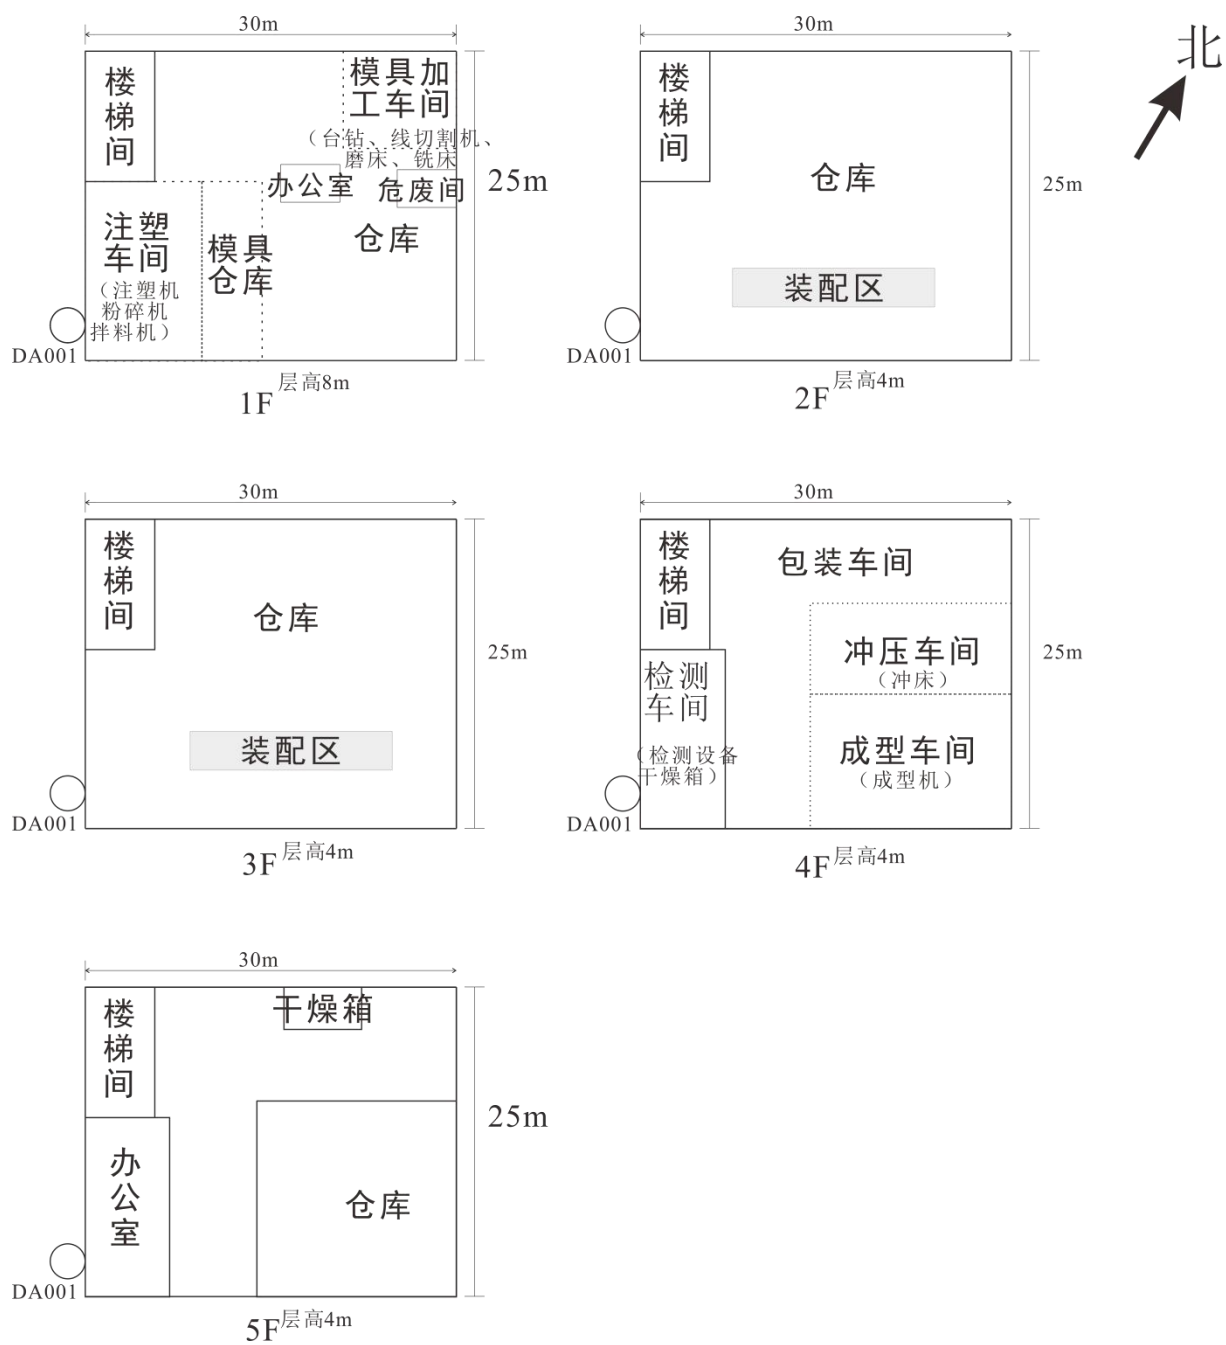 30m
30m
北
楼
梯
间
模具加
工车间
（台钻、线切割机、
磨床、铣床
办公室
危废间
25m
注塑
车间
（注塑机
粉碎机
拌料机）
模具
仓库
仓库
DA001
1F
层高8m
楼
梯
间
仓库
25m
装配区
DA001
2F
层高4m
30m
30m
楼
梯
间
仓库
25m
装配区
DA001
3F
层高4m
楼
梯
间
包装车间
冲压车间
（冲床）
25m
检测
车间
（检测设备
干燥箱）
成型车间
（成型机）
DA001
4F
层高4m
30m
楼
梯
间
干燥箱
25m
办
公
室
仓库
DA001
5F
层高4m